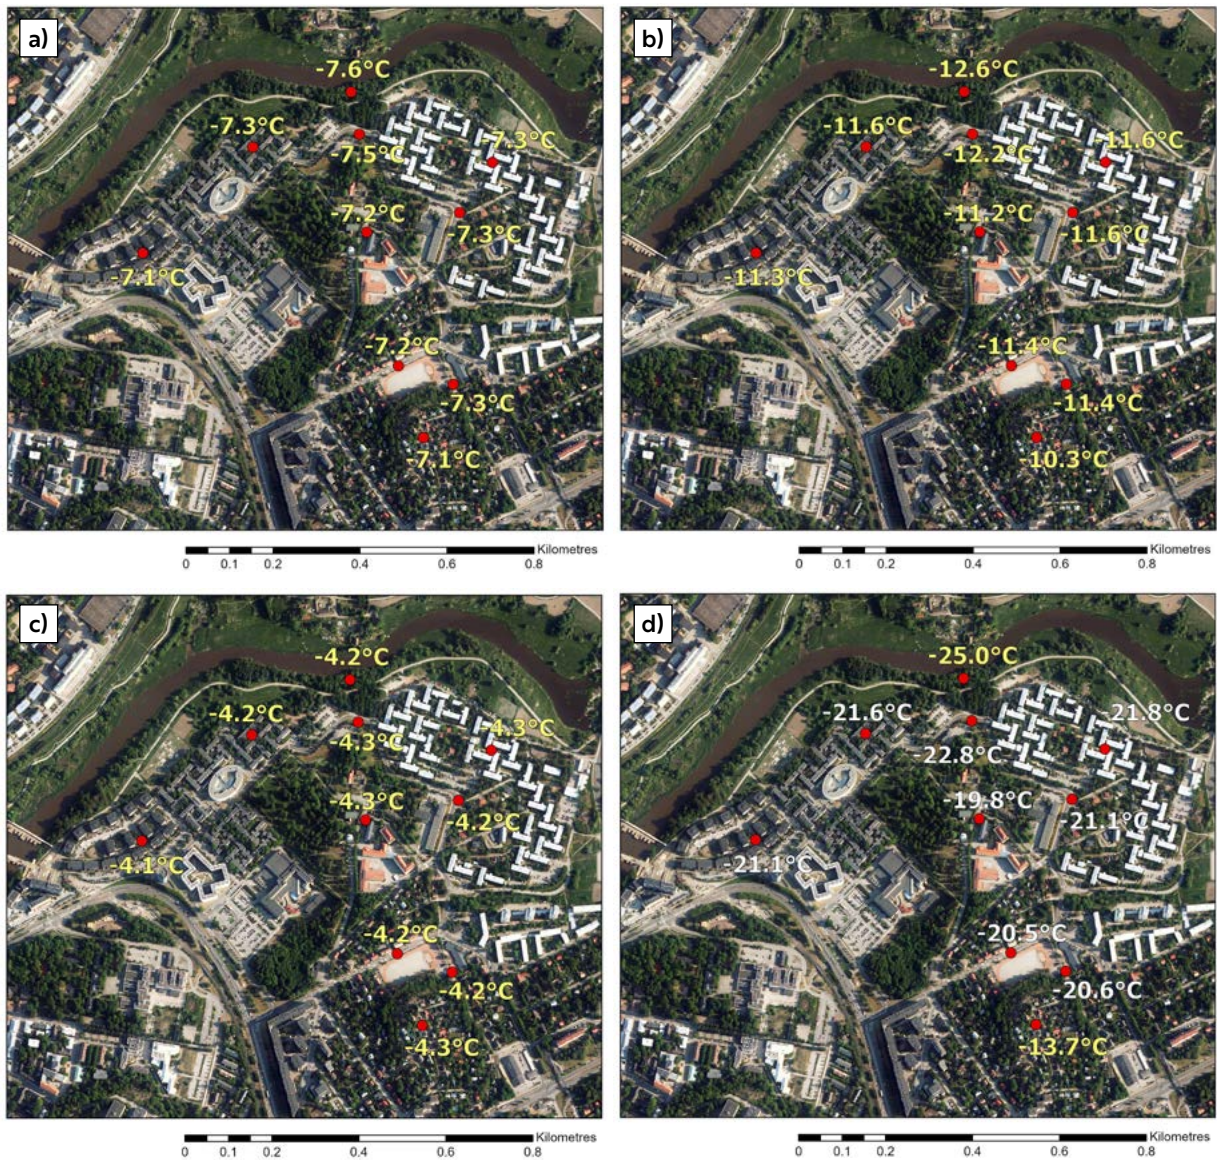 a)
-7.6°C
-7.3°C
-7.5°C
-7.3°C
-7.2°C
-7.3°C
-7.1°C
-7.2°C
-7.3°C
-7.1°C
Kilometres
0 0.1 0.2 0.4 0.6 0.8
b)
-12.6°C
-11.6°C
-12.2°C
-11.6°C
-11.2°C
-11.6°C
-11.3°C
-11.4°C
-11.4°C
-10.3°C
Kilometres
0 0.1 0.2 0.4 0.6 0.8
c)
-4.2°C
-4.2°C
-4.3°C
-4.3°C
-4.3°C
-4.2°C
-4.1°C
-4.2°C
-4.2°C
-4.3°C
Kilometres
0 0.1 0.2 0.4 0.6 0.8
d)
-25.0°C
-21.6°C
-21.8°C
-22.8°C
-19.8°C
-21.1°C
-21.1°C
-20.5°C
-20.6°C
-13.7°C
Kilometres
0 0.1 0.2 0.4 0.6 0.8